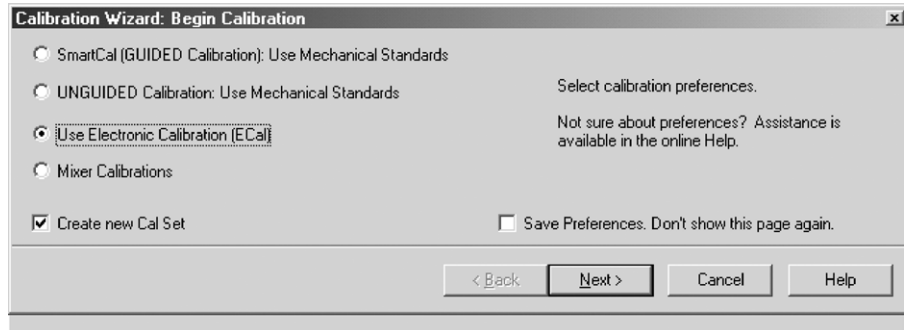 Calibration Wizard: Begin Calibration
SmartCal (GUIDED Calibration): Use Mechanical Standards
UNGUIDED Calibration: Use Mechanical Standards
Use Electronic Calibration (ECal)
Mixer Calibrations
Select calibration preferences.
Not sure about preferences? Assistance is
available in the online Help.
Create new Cal Set
Save Preferences. Don't show this page again.
< Back
Next >
Cancel
Help